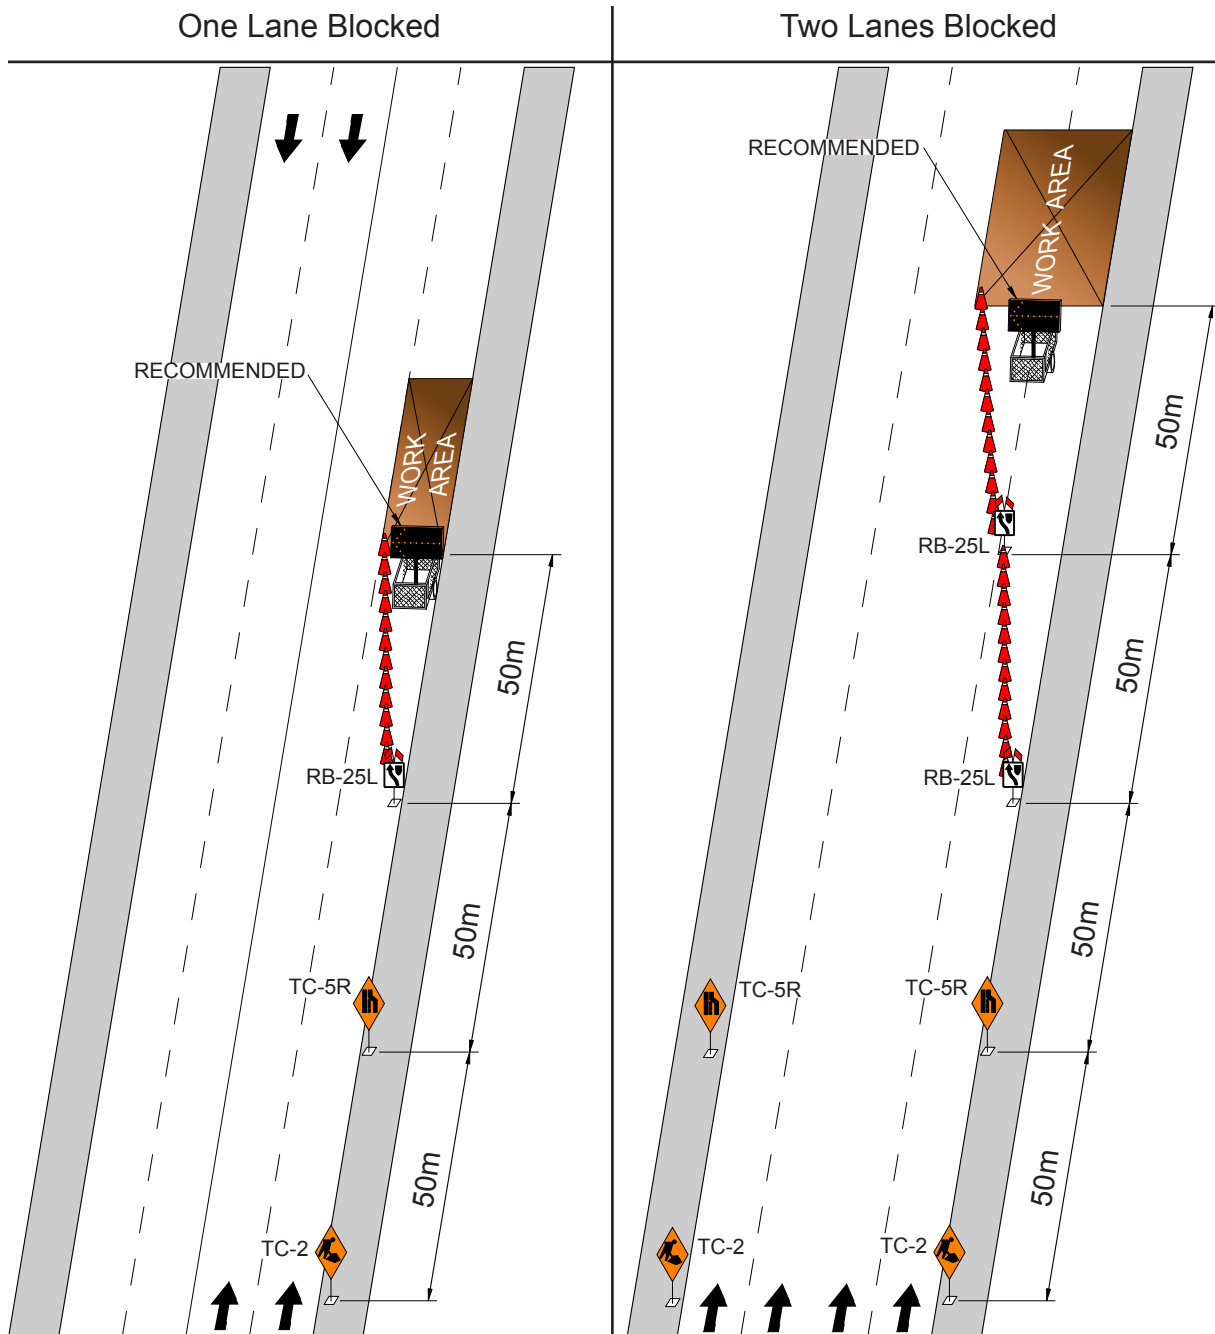 One Lane Blocked
RECOMMENDED
WORK
AREA
50m
RB-25L
50m
TC-5R
50m
TC-2
Two Lanes Blocked
RECOMMENDED
WORK AREA
50m
RB-25L
50m
RB-25L
50m
TC-5R
TC-5R
50m
TC-2
TC-2